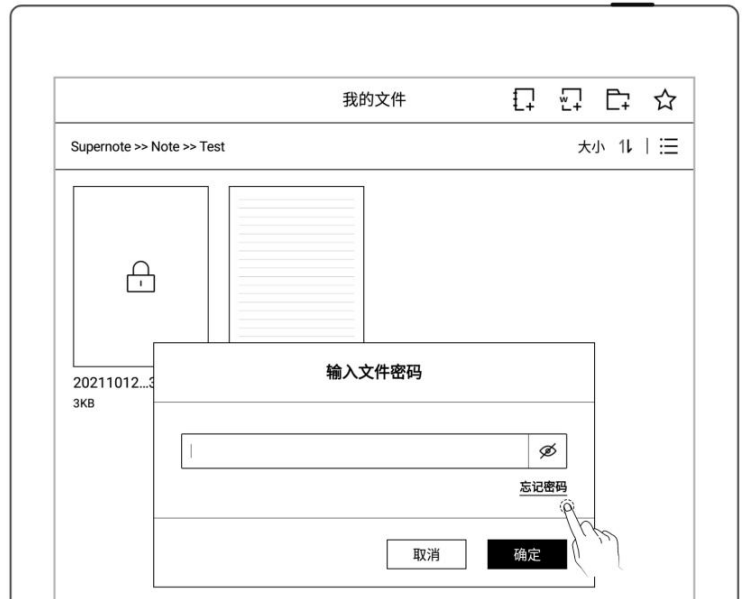 我的文件
Supernote >> Note >> Test
大小
20211012...3
3KB
输入文件密码
忘记密码
取消
确定